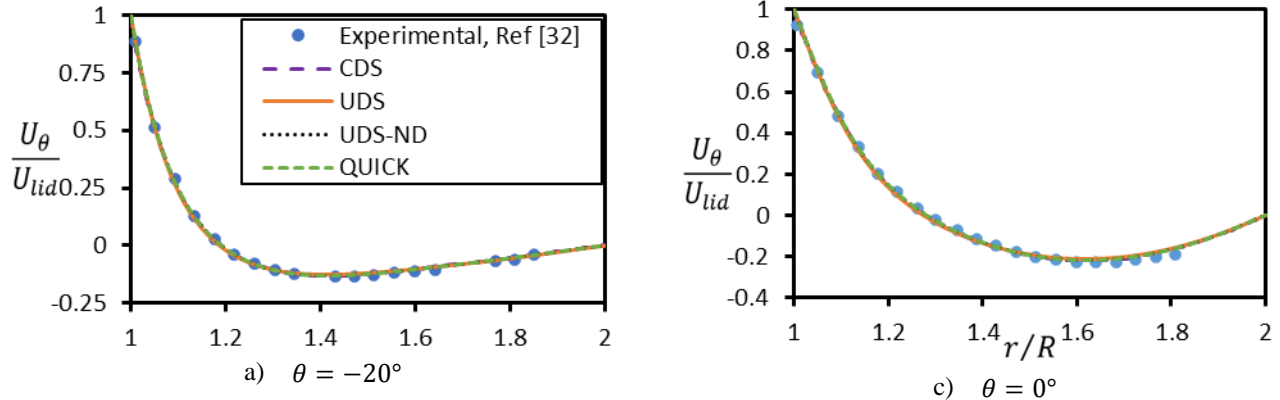 1
0.75
0.5
0.25
0
-0.25
U_θ
U_lid
Experimental, Ref [32]
CDS
UDS
UDS-ND
QUICK
1 1.2 1.4 1.6 1.8 2
a) θ = −20°
1
0.8
0.6
0.4
0.2
0
-0.2
-0.4
U_θ
U_lid
1 1.2 1.4 1.6 1.8 2
r/R
c) θ = 0°